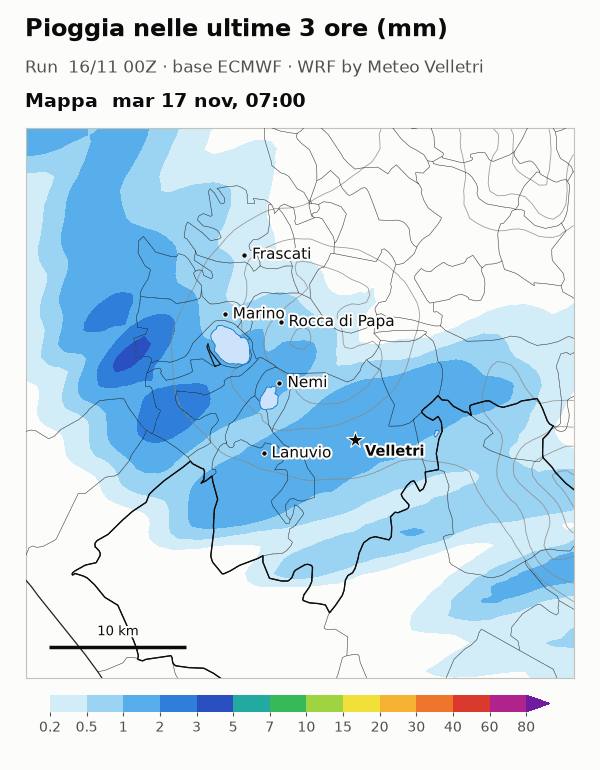 Pioggia nelle ultime 3 ore (mm)
Run  16/11 00Z · base ECMWF · WRF by Meteo Velletri
Mappa  mar 17 nov, 07:00
Frascati
Marino
Rocca di Papa
Nemi
Velletri
Lanuvio
10 km
0.2 0.5 1 2 3 5 7 10 15 20 30 40 60 80